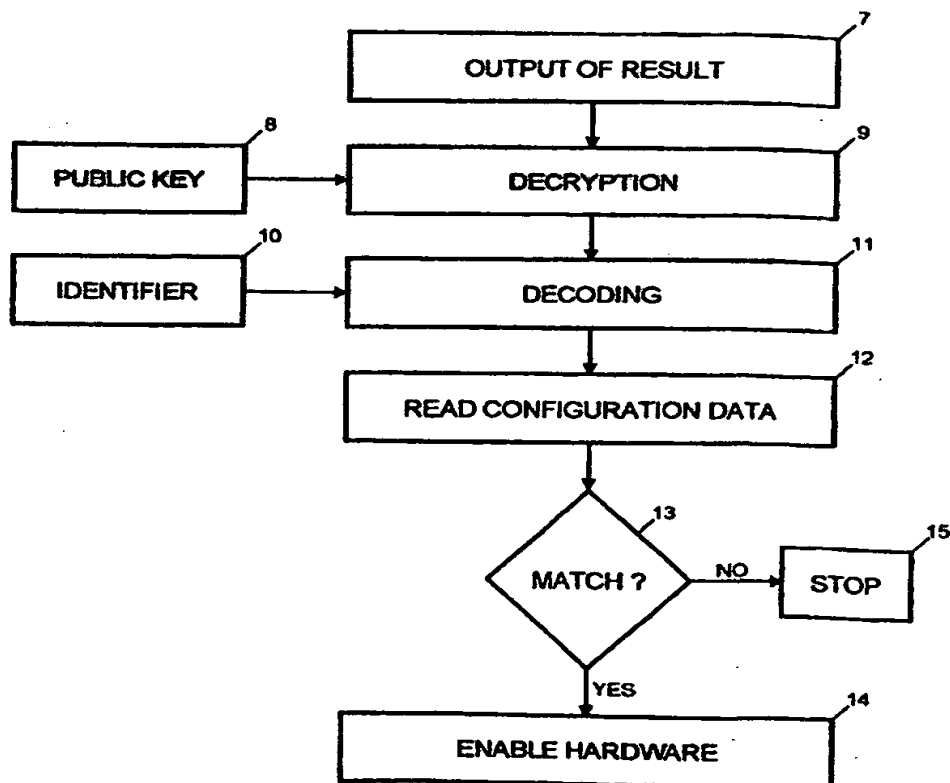 7
OUTPUT OF RESULT
8
9
PUBLIC KEY
DECRYPTION
10
11
IDENTIFIER
DECODING
12
READ CONFIGURATION DATA
13
15
MATCH ?
NO
STOP
YES
14
ENABLE HARDWARE